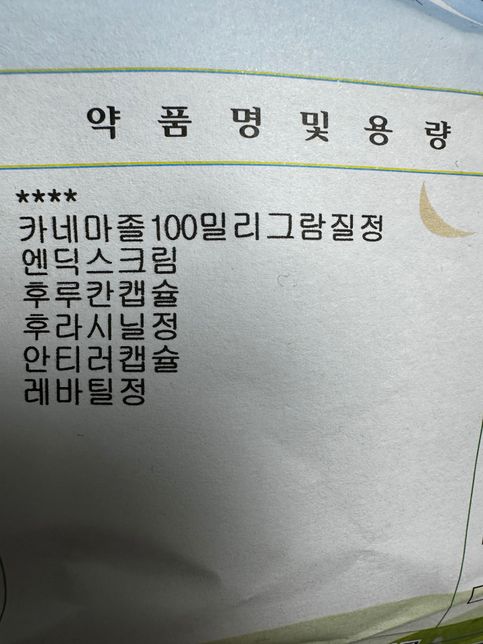 약 품 명 및 용 량
****
카네마졸100밀리그람질정
엔딕스크림
후루칸캡슐
후라시닐정
안티러캡슐
레바틸정